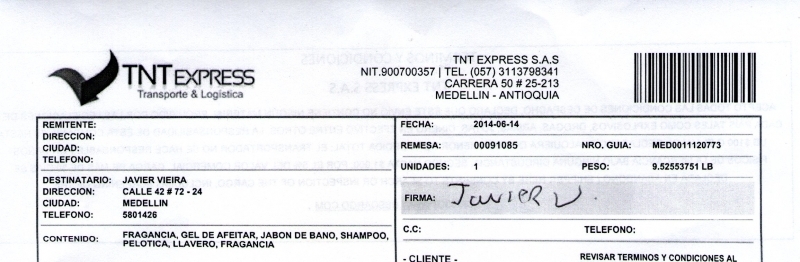 TNT EXPRESS
Transporte & Logística
TNT EXPRESS S.A.S
NIT.900700357 | TEL. (057) 3113798341
CARRERA 50 # 25-213
MEDELLIN - ANTIOQUIA
REMITENTE:
DIRECCION:
CIUDAD:
TELEFONO:
FECHA: 2014-06-14
REMESA: 00091085 NRO. GUIA: MED0011120773
UNIDADES: 1 PESO: 9.52553751 LB
DESTINATARIO: JAVIER VIEIRA
DIRECCION: CALLE 42 # 72 - 24
CIUDAD: MEDELLIN
TELEFONO: 5801426
FIRMA: Javier V.
CONTENIDO: FRAGANCIA, GEL DE AFEITAR, JABON DE BANO, SHAMPOO,
PELOTICA, LLAVERO, FRAGANCIA
C.C: TELEFONO:
- CLIENTE - REVISAR TERMINOS Y CONDICIONES AL